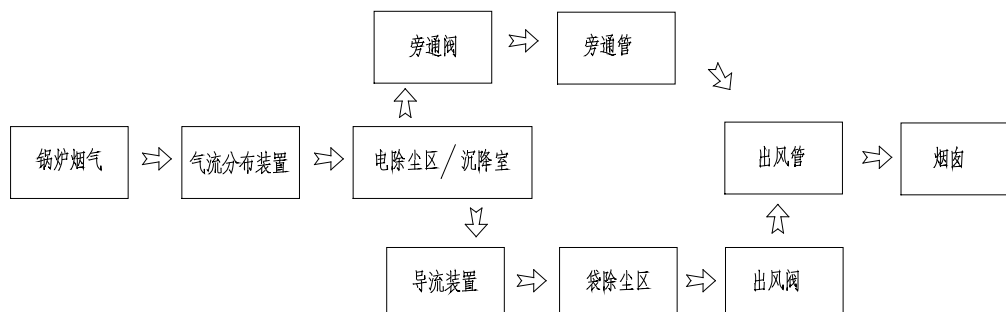 旁通阀
旁通管
锅炉烟气
气流分布装置
电除尘区/沉降室
出风管
烟囱
导流装置
袋除尘区
出风阀